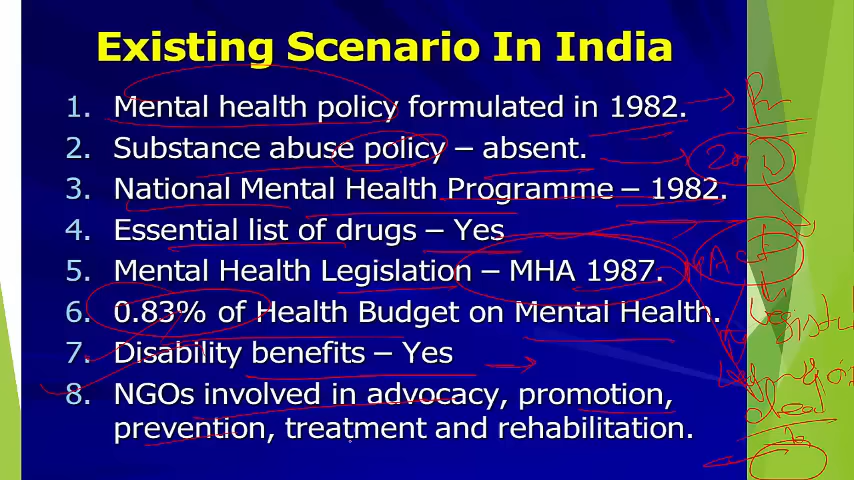 Existing Scenario In India
1. Mental health policy formulated in 1982.
2. Substance abuse policy – absent.
3. National Mental Health Programme – 1982.
4. Essential list of drugs – Yes
5. Mental Health Legislation – MHA 1987.
6. 0.83% of Health Budget on Mental Health.
7. Disability benefits – Yes
8. NGOs involved in advocacy, promotion,
prevention, treatment and rehabilitation.